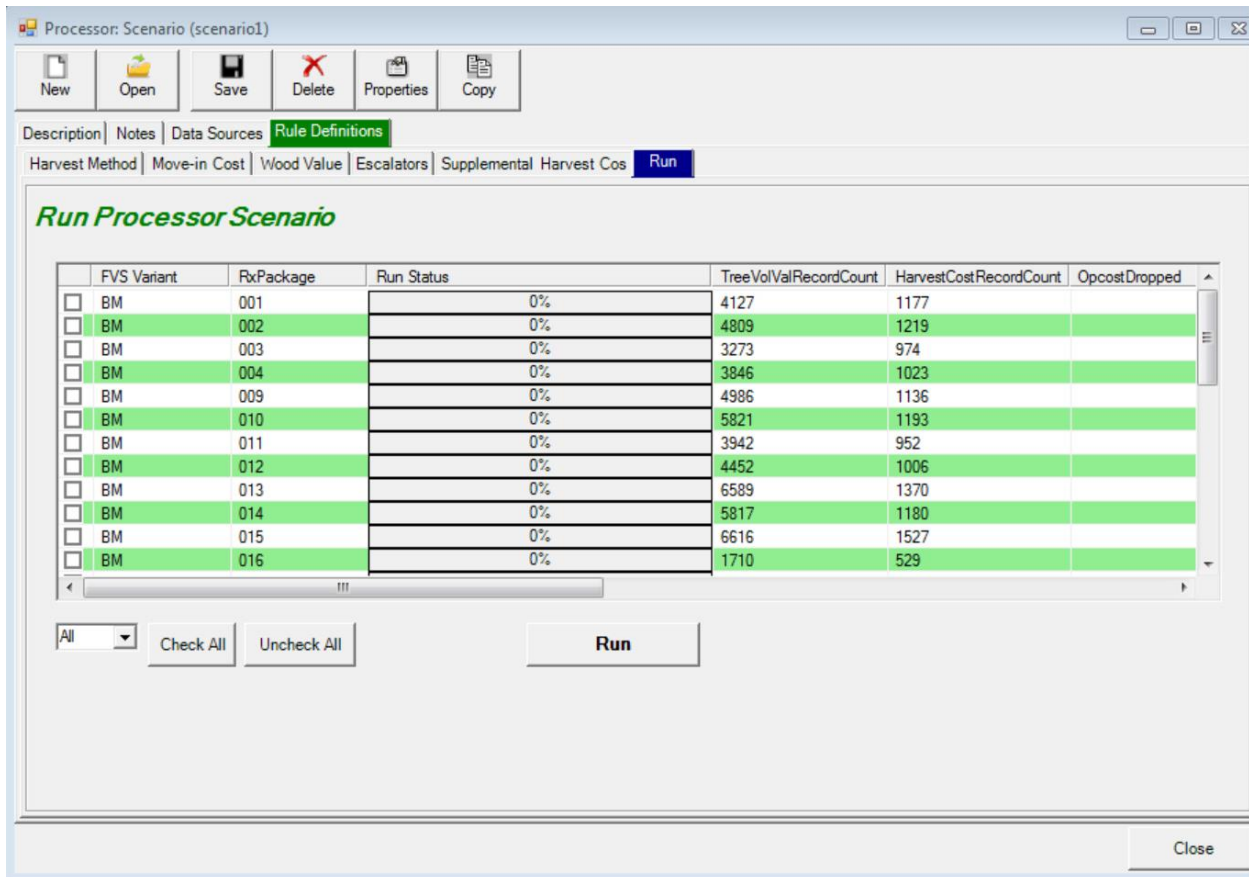 Processor: Scenario (scenario1)
New Open Save Delete Properties Copy
Description Notes Data Sources Rule Definitions
Harvest Method Move-in Cost Wood Value Escalators Supplemental Harvest Cos Run
Run Processor Scenario
FVS Variant RxPackage Run Status TreeVolValRecordCount HarvestCostRecordCount OpcostDropped
BM 001 0% 4127 1177
BM 002 0% 4809 1219
BM 003 0% 3273 974
BM 004 0% 3846 1023
BM 009 0% 4986 1136
BM 010 0% 5821 1193
BM 011 0% 3942 952
BM 012 0% 4452 1006
BM 013 0% 6589 1370
BM 014 0% 5817 1180
BM 015 0% 6616 1527
BM 016 0% 1710 529
All Check All Uncheck All Run
Close